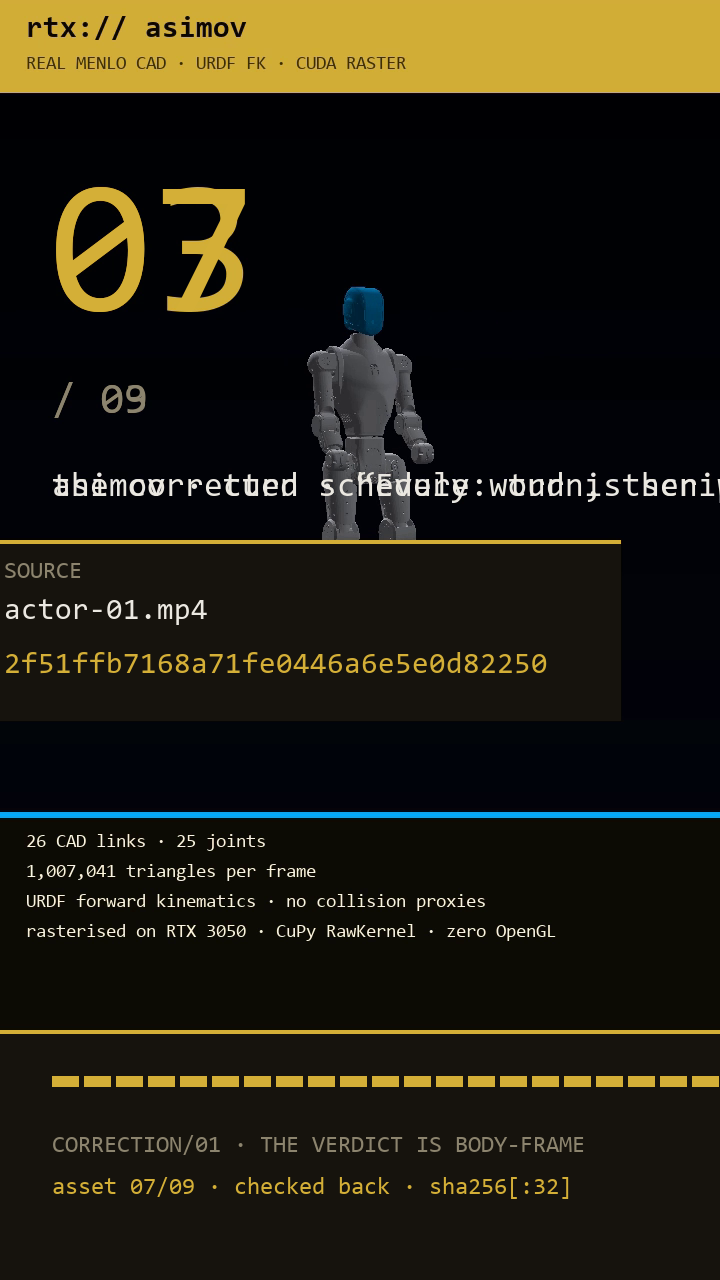 rtx:// asimov
REAL MENLO CAD · URDF FK · CUDA RASTER
/ 09
SOURCE
actor-01.mp4
2f51ffb7168a71fe0446a6e5e0d82250
26 CAD links · 25 joints
1,007,041 triangles per frame
URDF forward kinematics · no collision proxies
rasterised on RTX 3050 · CuPy RawKernel · zero OpenGL
CORRECTION/01 · THE VERDICT IS BODY-FRAME
asset 07/09 · checked back · sha256[:32]